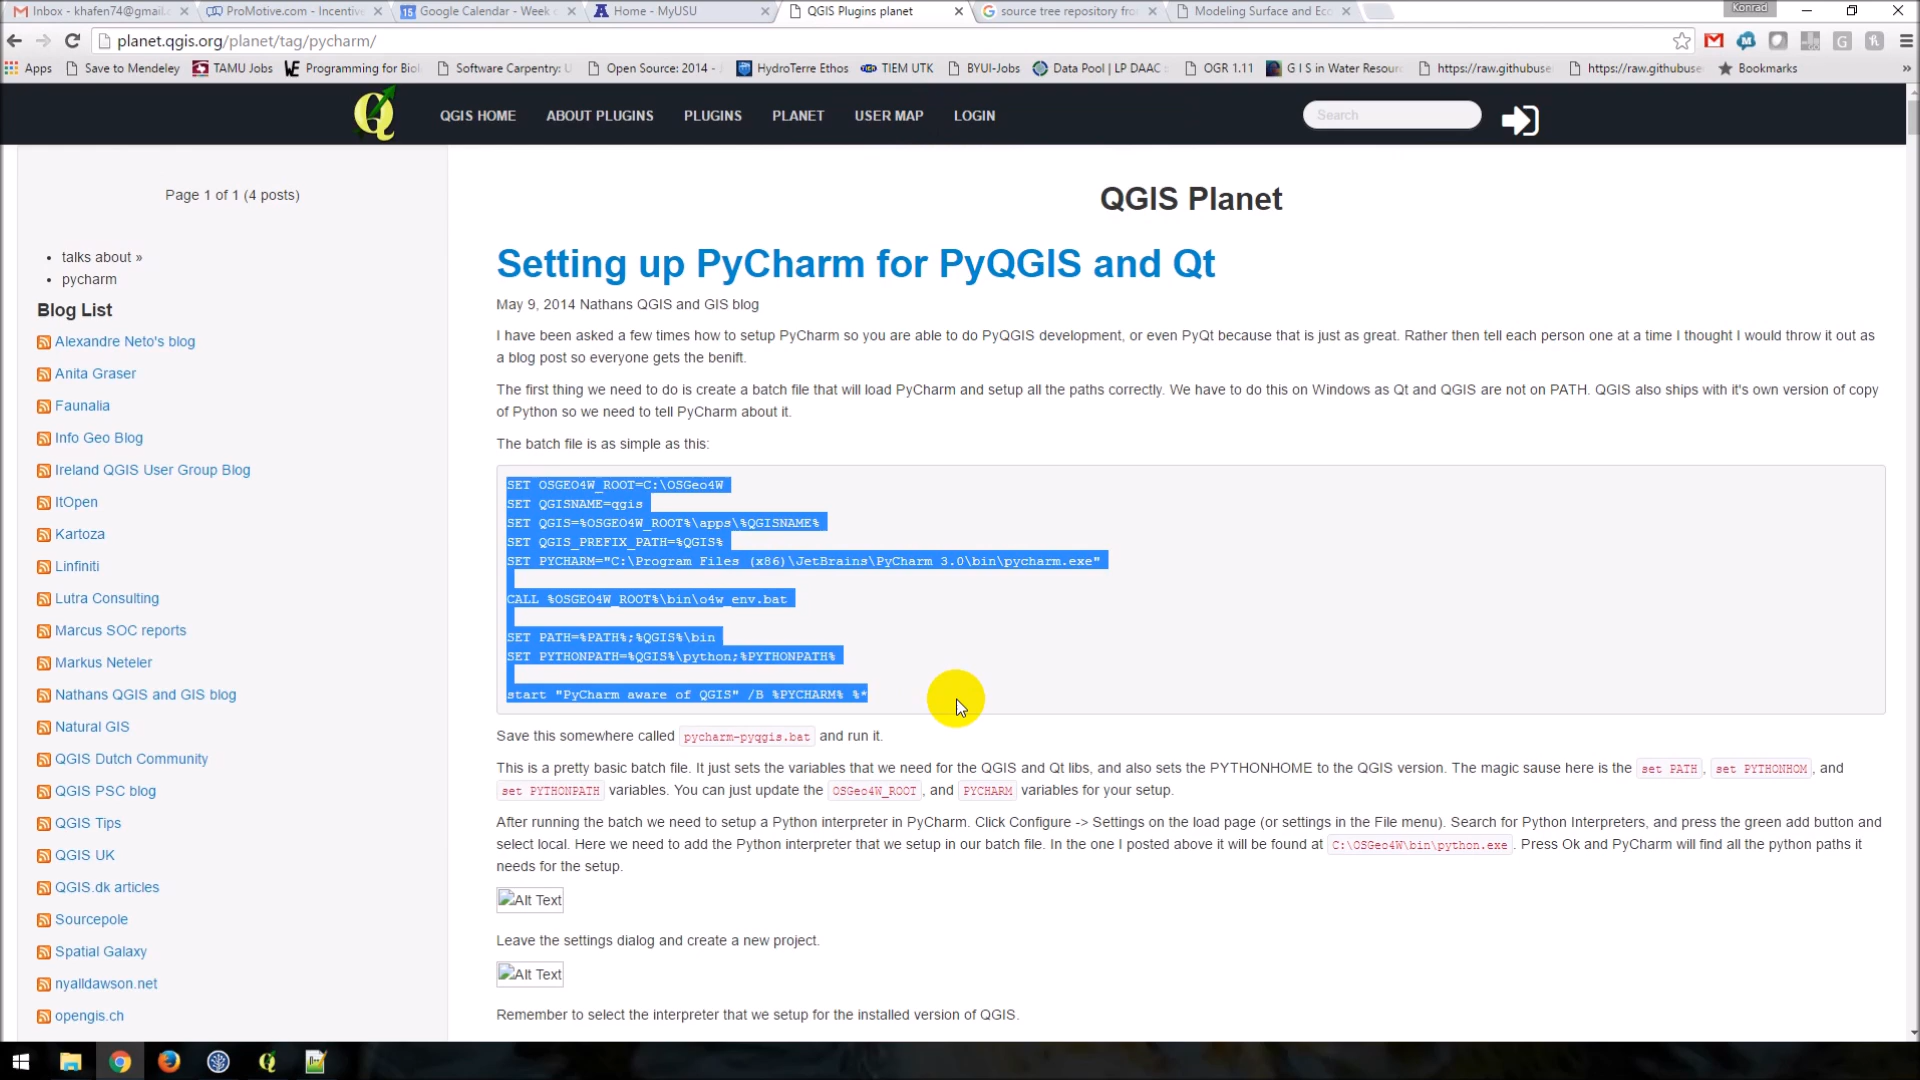 Inbox - khafen74@gmail.c
ProMotive.com - Incentive
Google Calendar - Week o
Home - MyUSU
QGIS Plugins planet
source tree repository fro
Modeling Surface and Eco
Konrad
planet.qgis.org/planet/tag/pycharm/
Apps
Save to Mendeley
TAMU Jobs
Programming for Biol
Software Carpentry: U
Open Source: 2014 -
HydroTerre Ethos
TIEM UTK
BYUI-Jobs
Data Pool | LP DAAC
OGR 1.11
G I S in Water Resour
https://raw.githubuse
https://raw.githubuse
Bookmarks
QGIS HOME
ABOUT PLUGINS
PLUGINS
PLANET
USER MAP
LOGIN
Search
Page 1 of 1 (4 posts)
talks about »
pycharm
Blog List
Alexandre Neto's blog
Anita Graser
Faunalia
Info Geo Blog
Ireland QGIS User Group Blog
ItOpen
Kartoza
Linfiniti
Lutra Consulting
Marcus SOC reports
Markus Neteler
Nathans QGIS and GIS blog
Natural GIS
QGIS Dutch Community
QGIS PSC blog
QGIS Tips
QGIS UK
QGIS.dk articles
Sourcepole
Spatial Galaxy
nyalldawson.net
opengis.ch
QGIS Planet
Setting up PyCharm for PyQGIS and Qt
May 9, 2014 Nathans QGIS and GIS blog
I have been asked a few times how to setup PyCharm so you are able to do PyQGIS development, or even PyQt because that is just as great. Rather then tell each person one at a time I thought I would throw it out as
a blog post so everyone gets the benift.
The first thing we need to do is create a batch file that will load PyCharm and setup all the paths correctly. We have to do this on Windows as Qt and QGIS are not on PATH. QGIS also ships with it's own version of copy
of Python so we need to tell PyCharm about it.
The batch file is as simple as this:
SET OSGEO4W_ROOT=C:\OSGeo4W
SET QGISNAME=qgis
SET QGIS=%OSGEO4W_ROOT%\apps\%QGISNAME%
SET QGIS_PREFIX_PATH=%QGIS%
SET PYCHARM="C:\Program Files (x86)\JetBrains\PyCharm 3.0\bin\pycharm.exe"
CALL %OSGEO4W_ROOT%\bin\o4w_env.bat
SET PATH=%PATH%;%QGIS%\bin
SET PYTHONPATH=%QGIS%\python;%PYTHONPATH%
start "PyCharm aware of QGIS" /B %PYCHARM% %*
Save this somewhere called pycharm-pyqgis.bat and run it.
This is a pretty basic batch file. It just sets the variables that we need for the QGIS and Qt libs, and also sets the PYTHONHOME to the QGIS version. The magic sause here is the set PATH, set PYTHONHOM, and
set PYTHONPATH variables. You can just update the OSGeo4W_ROOT, and PYCHARM variables for your setup.
After running the batch we need to setup a Python interpreter in PyCharm. Click Configure -> Settings on the load page (or settings in the File menu). Search for Python Interpreters, and press the green add button and
select local. Here we need to add the Python interpreter that we setup in our batch file. In the one I posted above it will be found at C:\OSGeo4W\bin\python.exe. Press Ok and PyCharm will find all the python paths it
needs for the setup.
Alt Text
Leave the settings dialog and create a new project.
Alt Text
Remember to select the interpreter that we setup for the installed version of QGIS.